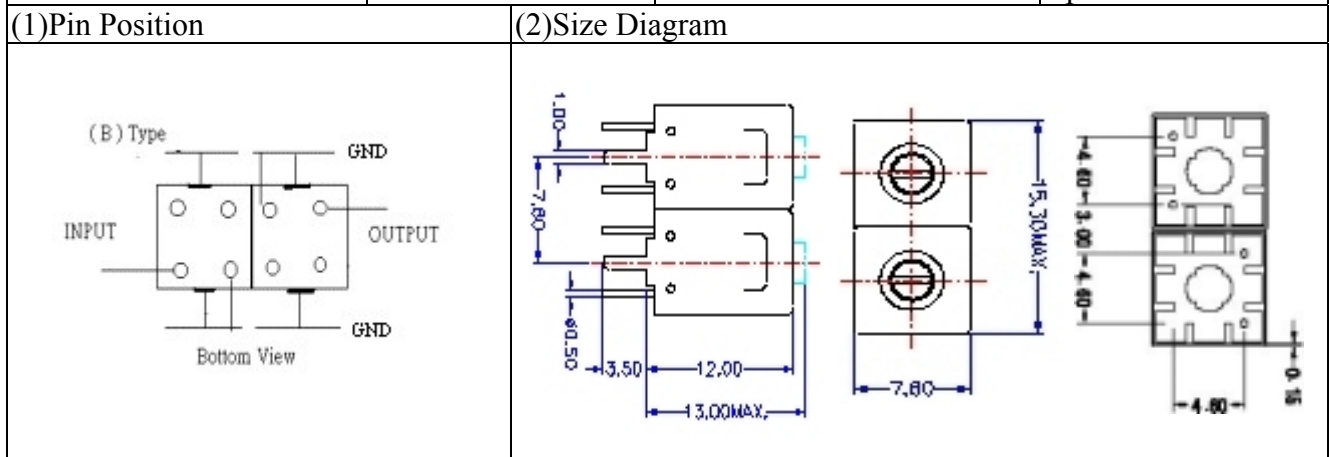 (1)Pin Position
(2)Size Diagram
(B) Type
GND
INPUT
OUTPUT
GND
Bottom View
1.00
7.60
ϕ0.50
3.50
12.00
13.00MAX.
15.30MAX.
7.60
4.60
3.00
4.60
4.60
0.15